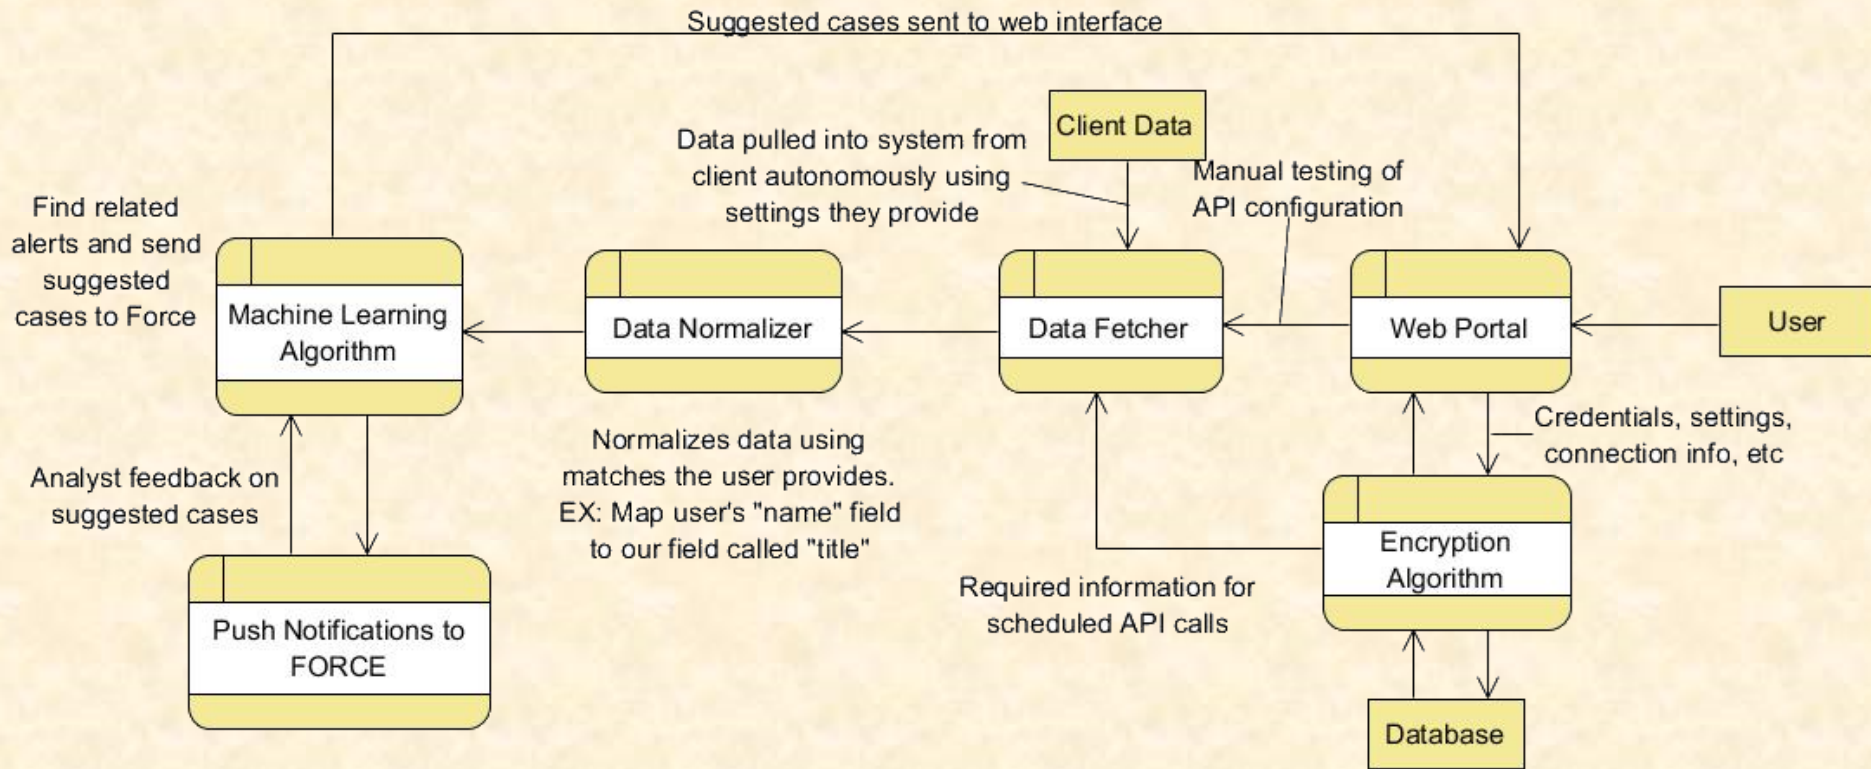 Suggested cases sent to web interface
Client Data
Data pulled into system from
client autonomously using
settings they provide
Manual testing of
API configuration
Find related
alerts and send
suggested
cases to Force
Machine Learning
Algorithm
Data Normalizer
Data Fetcher
Web Portal
User
Normalizes data using
matches the user provides.
EX: Map user's "name" field
to our field called "title"
Credentials, settings,
connection info, etc
Analyst feedback on
suggested cases
Encryption
Algorithm
Required information for
scheduled API calls
Push Notifications to
FORCE
Database